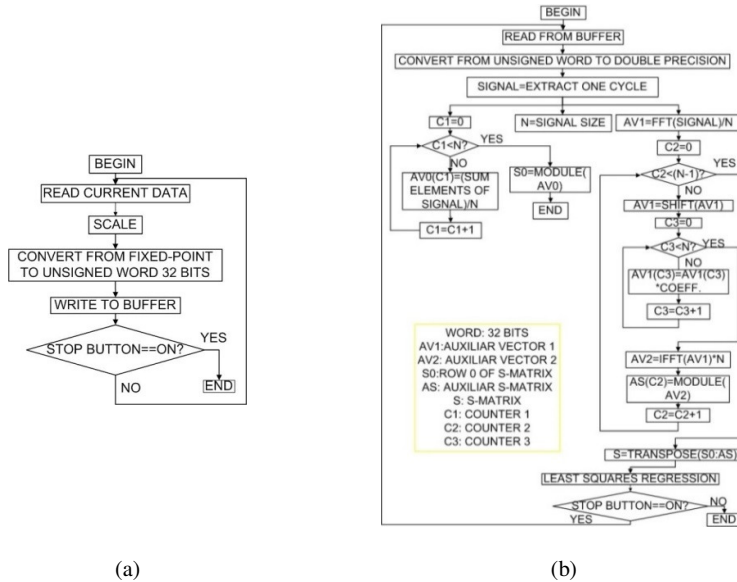 BEGIN
READ CURRENT DATA
SCALE
CONVERT FROM FIXED-POINT
TO UNSIGNED WORD 32 BITS
WRITE TO BUFFER
STOP BUTTON==ON?
YES
NO
END
(a)
BEGIN
READ FROM BUFFER
CONVERT FROM UNSIGNED WORD TO DOUBLE PRECISION
SIGNAL=EXTRACT ONE CYCLE
C1=0
C1<N?
YES
NO
AV0(C1)=(SUM
ELEMENTS OF
SIGNAL)/N
C1=C1+1
N=SIGNAL SIZE
S0=MODULE(
AV0)
END
AV1=FFT(SIGNAL)/N
C2=0
C2<(N-1)?
YES
NO
AV1=SHIFT(AV1)
C3=0
C3<N?
YES
NO
AV1(C3)=AV1(C3)
*COEFF.
C3=C3+1
AV2=IFFT(AV1)*N
AS(C2)=MODULE(
AV2)
C2=C2+1
WORD: 32 BITS
AV1:AUXILIAR VECTOR 1
AV2: AUXILIAR VECTOR 2
S0:ROW 0 OF S-MATRIX
AS: AUXILIAR S-MATRIX
S: S-MATRIX
C1: COUNTER 1
C2: COUNTER 2
C3: COUNTER 3
S=TRANSPOSE(S0:AS)
LEAST SQUARES REGRESSION
STOP BUTTON==ON?
NO
YES
END
(b)